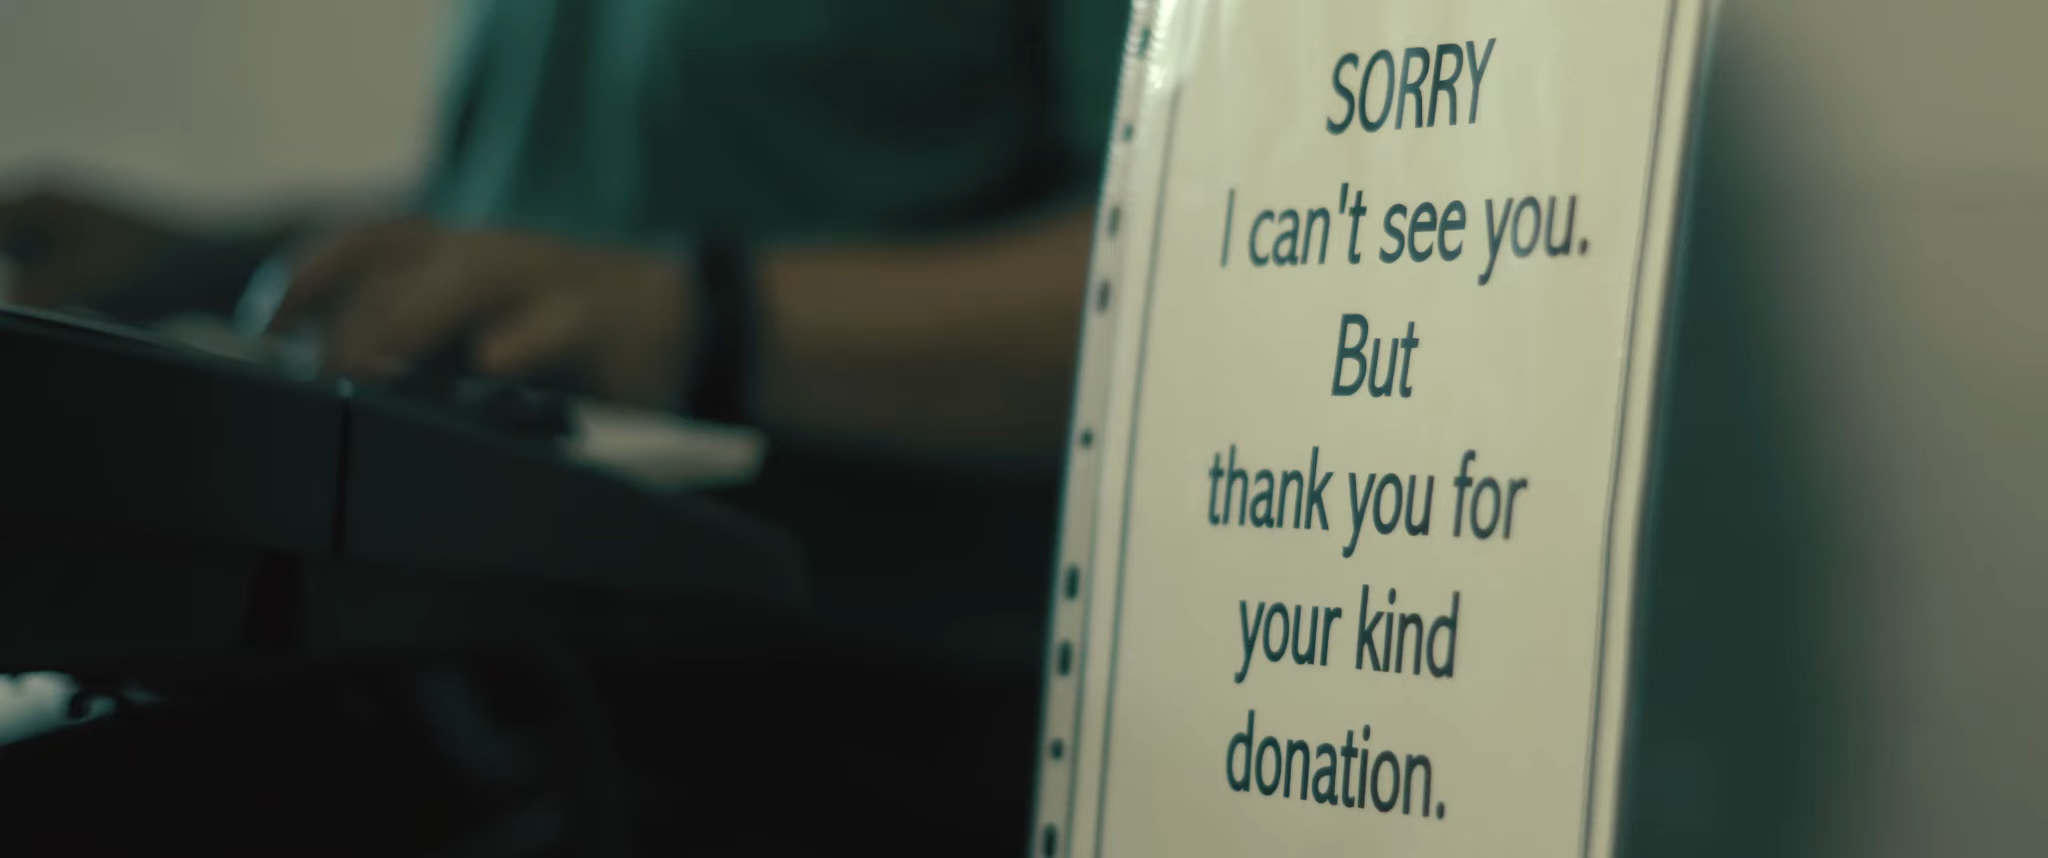 SORRY
I can't see you.
But
thank you for
your kind
donation.